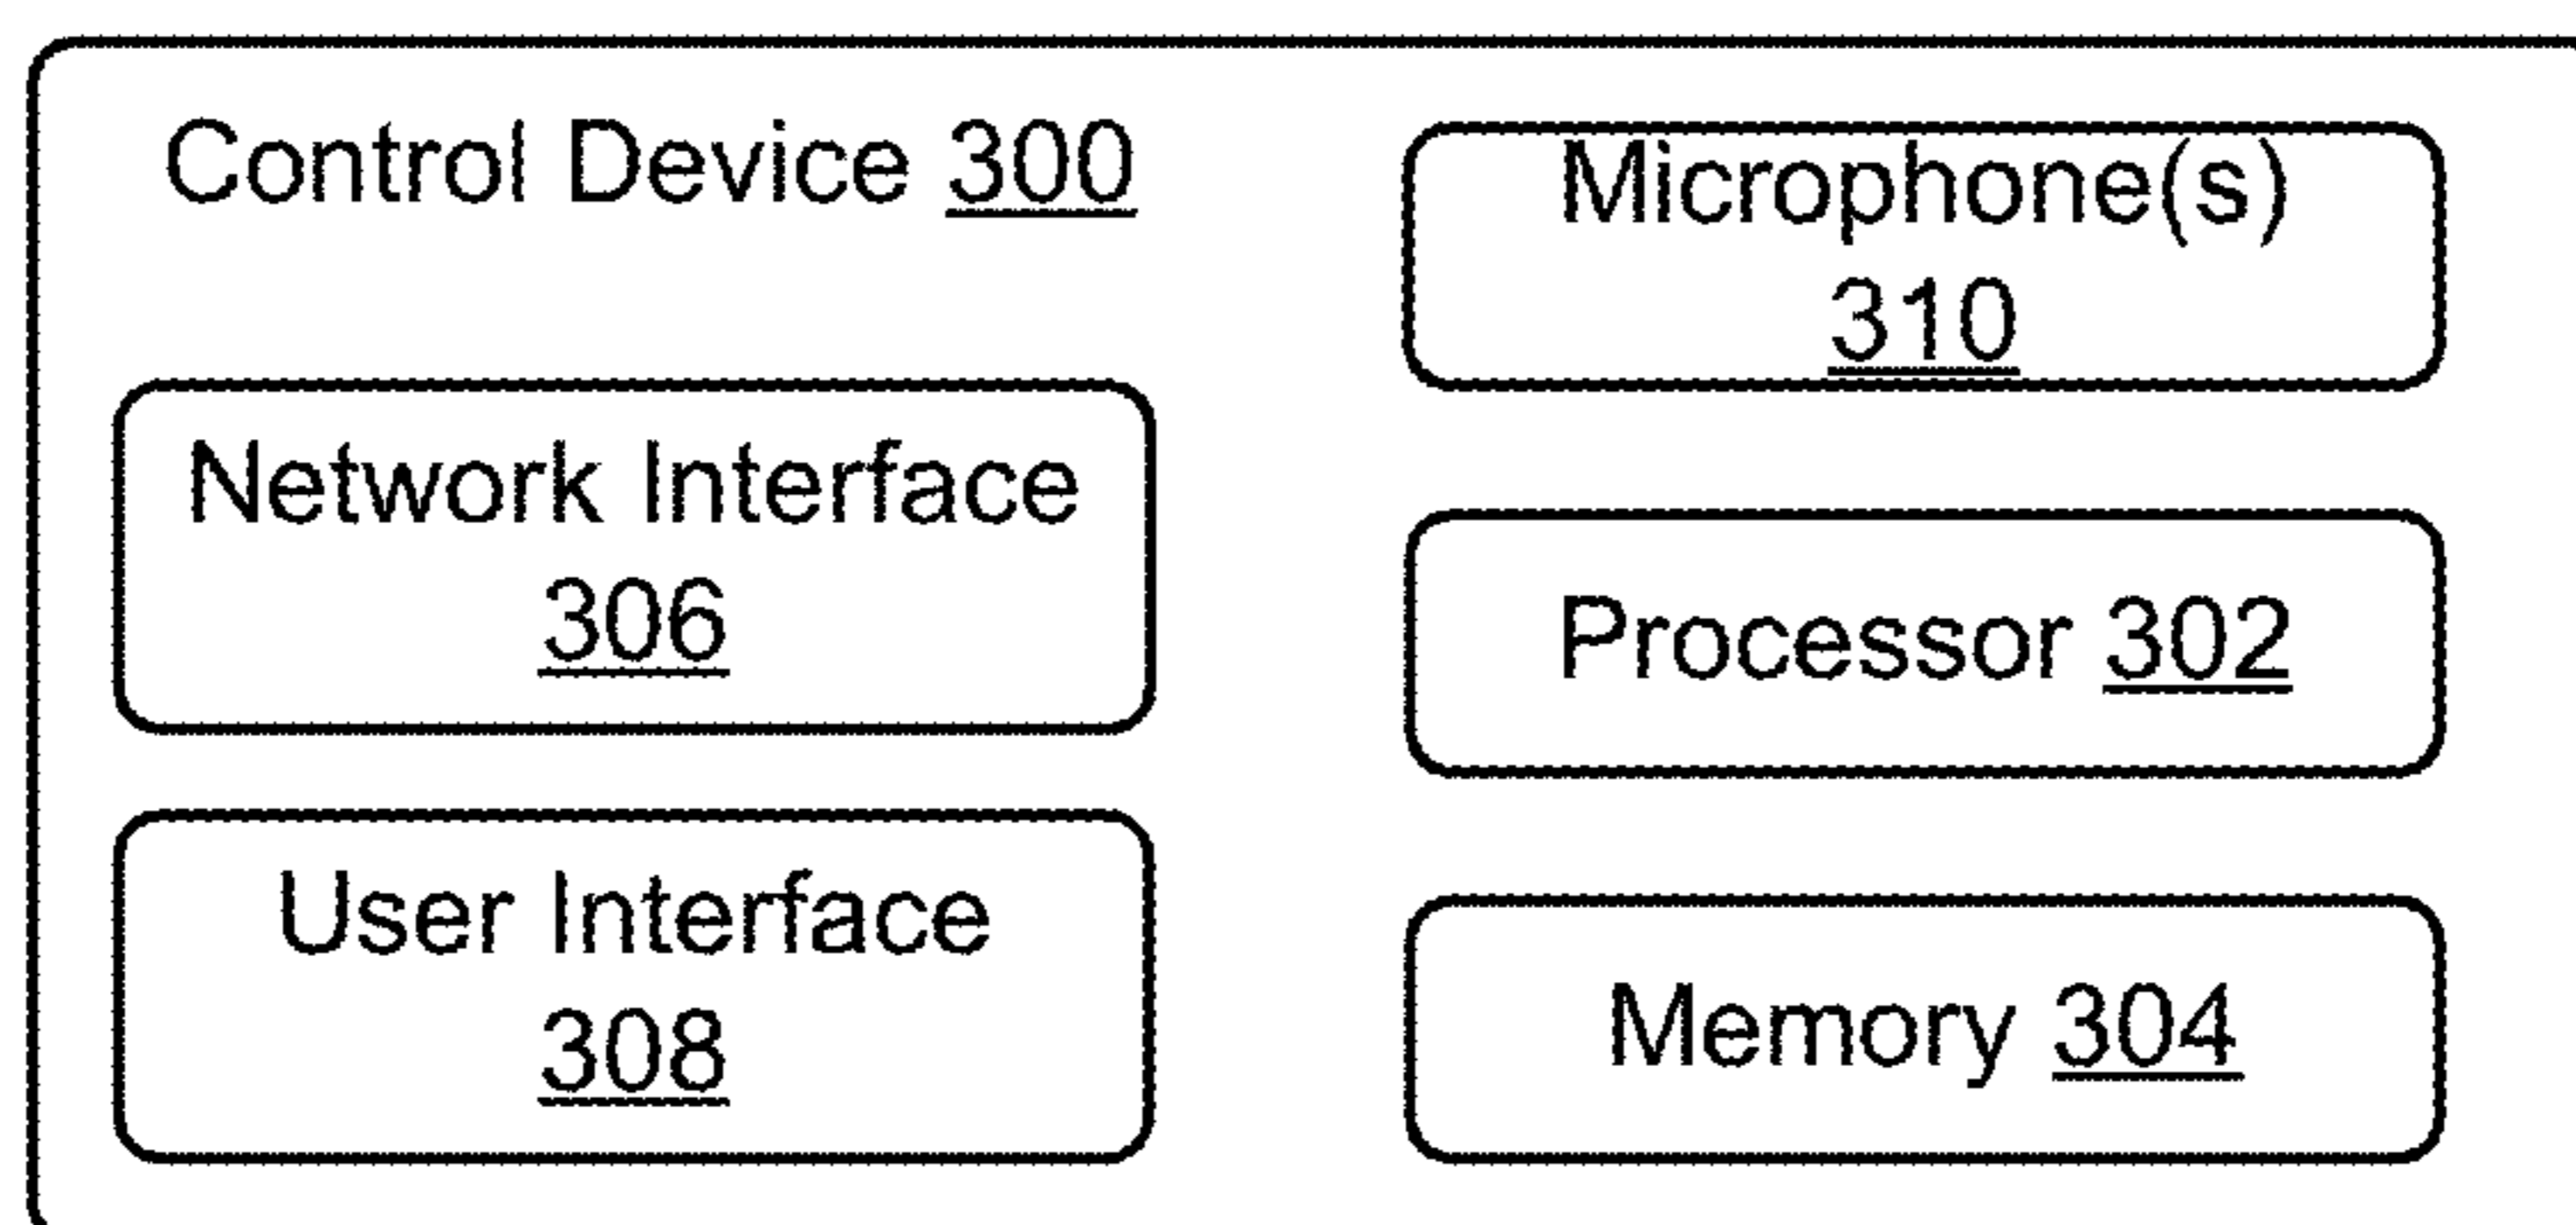 Control Device 300
Network Interface
306
User Interface
308
Microphone(s)
310
Processor 302
Memory 304